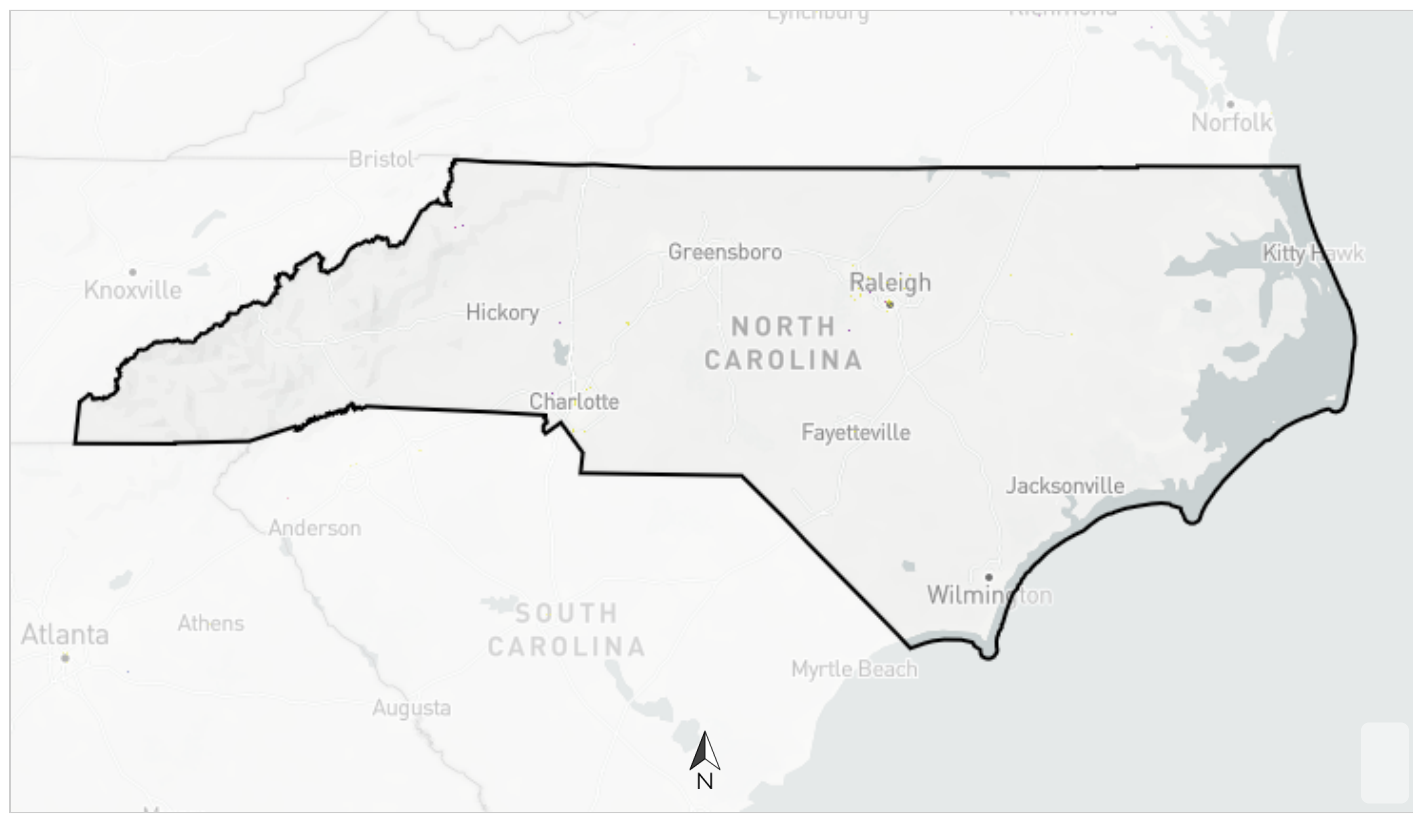 Lynchburg
Richmond
Norfolk
Bristol
Knoxville
Greensboro
Kitty Hawk
Raleigh
Hickory
NORTH
CAROLINA
Charlotte
Fayetteville
Jacksonville
Anderson
Wilmington
SOUTH
CAROLINA
Athens
Atlanta
Myrtle Beach
Augusta
N